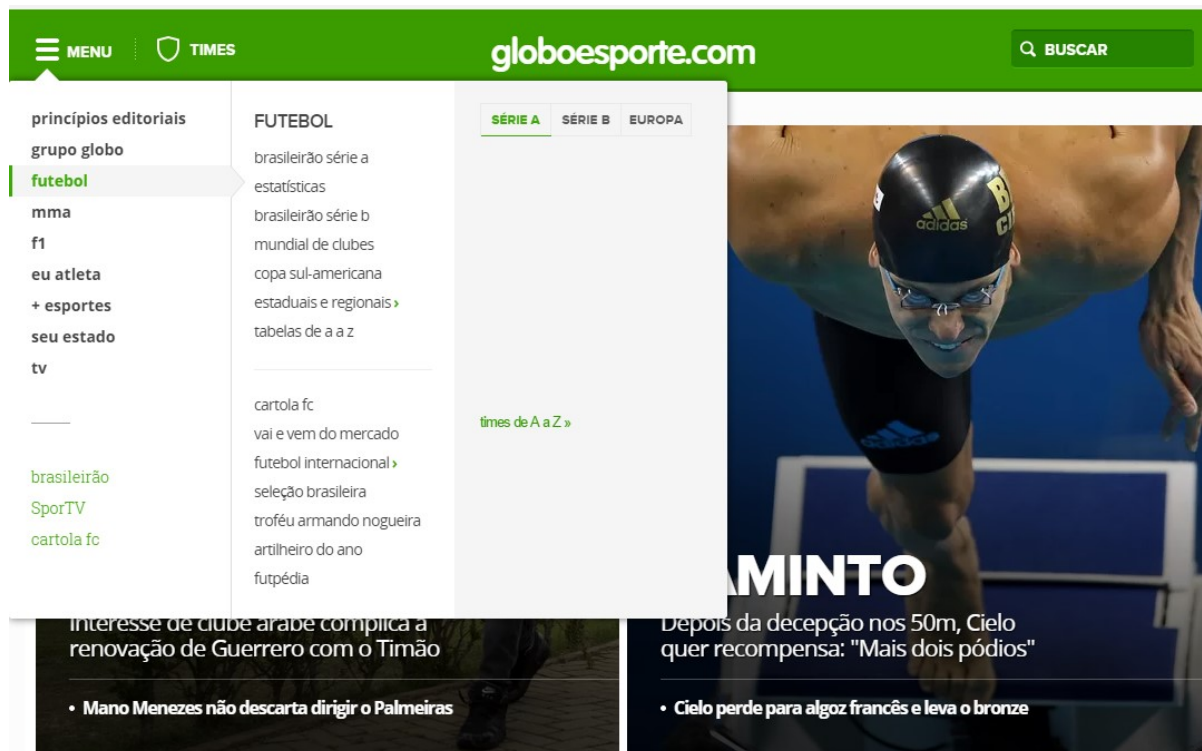 MENU
TIMES
globoesporte.com
BUSCAR
princípios editoriais
grupo globo
futebol
mma
f1
eu atleta
+ esportes
seu estado
tv
brasileirão
SporTV
cartola fc
FUTEBOL
brasileirão série a
estatísticas
brasileirão série b
mundial de clubes
copa sul-americana
estaduais e regionais ›
tabelas de a a z
cartola fc
vai e vem do mercado
futebol internacional ›
seleção brasileira
troféu armando nogueira
artilheiro do ano
futpédia
SÉRIE A SÉRIE B EUROPA
times de A a Z »
adidas
Interesse de clube árabe complica a
renovação de Guerrero com o Timão
• Mano Menezes não descarta dirigir o Palmeiras
AMINTO
Depois da decepção nos 50m, Cielo
quer recompensa: "Mais dois pódios"
• Cielo perde para algoz francês e leva o bronze